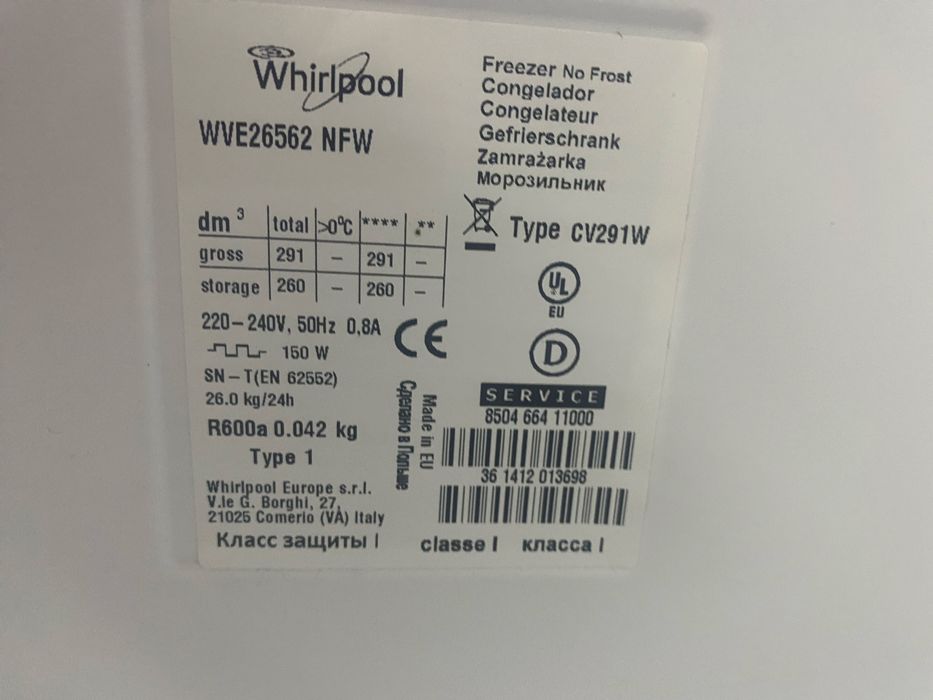 Whirlpool
WVE26562 NFW
Freezer No Frost
Congelador
Congelateur
Gefrierschrank
Zamrażarka
Морозильник
dm³ total >0°C **** .**
gross 291 – 291 –
storage 260 – 260 –
Type CV291W
UL
EU
220–240V, 50Hz 0,8A
CE
150 W
D
SN–T(EN 62552)
26.0 kg/24h
R600a 0.042 kg
Type 1
Made in EU
Сделано в Польше
SERVICE
8504 664 11000
36 1412 013698
Whirlpool Europe s.r.l.
V.le G. Borghi, 27,
21025 Comerio (VA) Italy
Класс защиты I classe I класса I